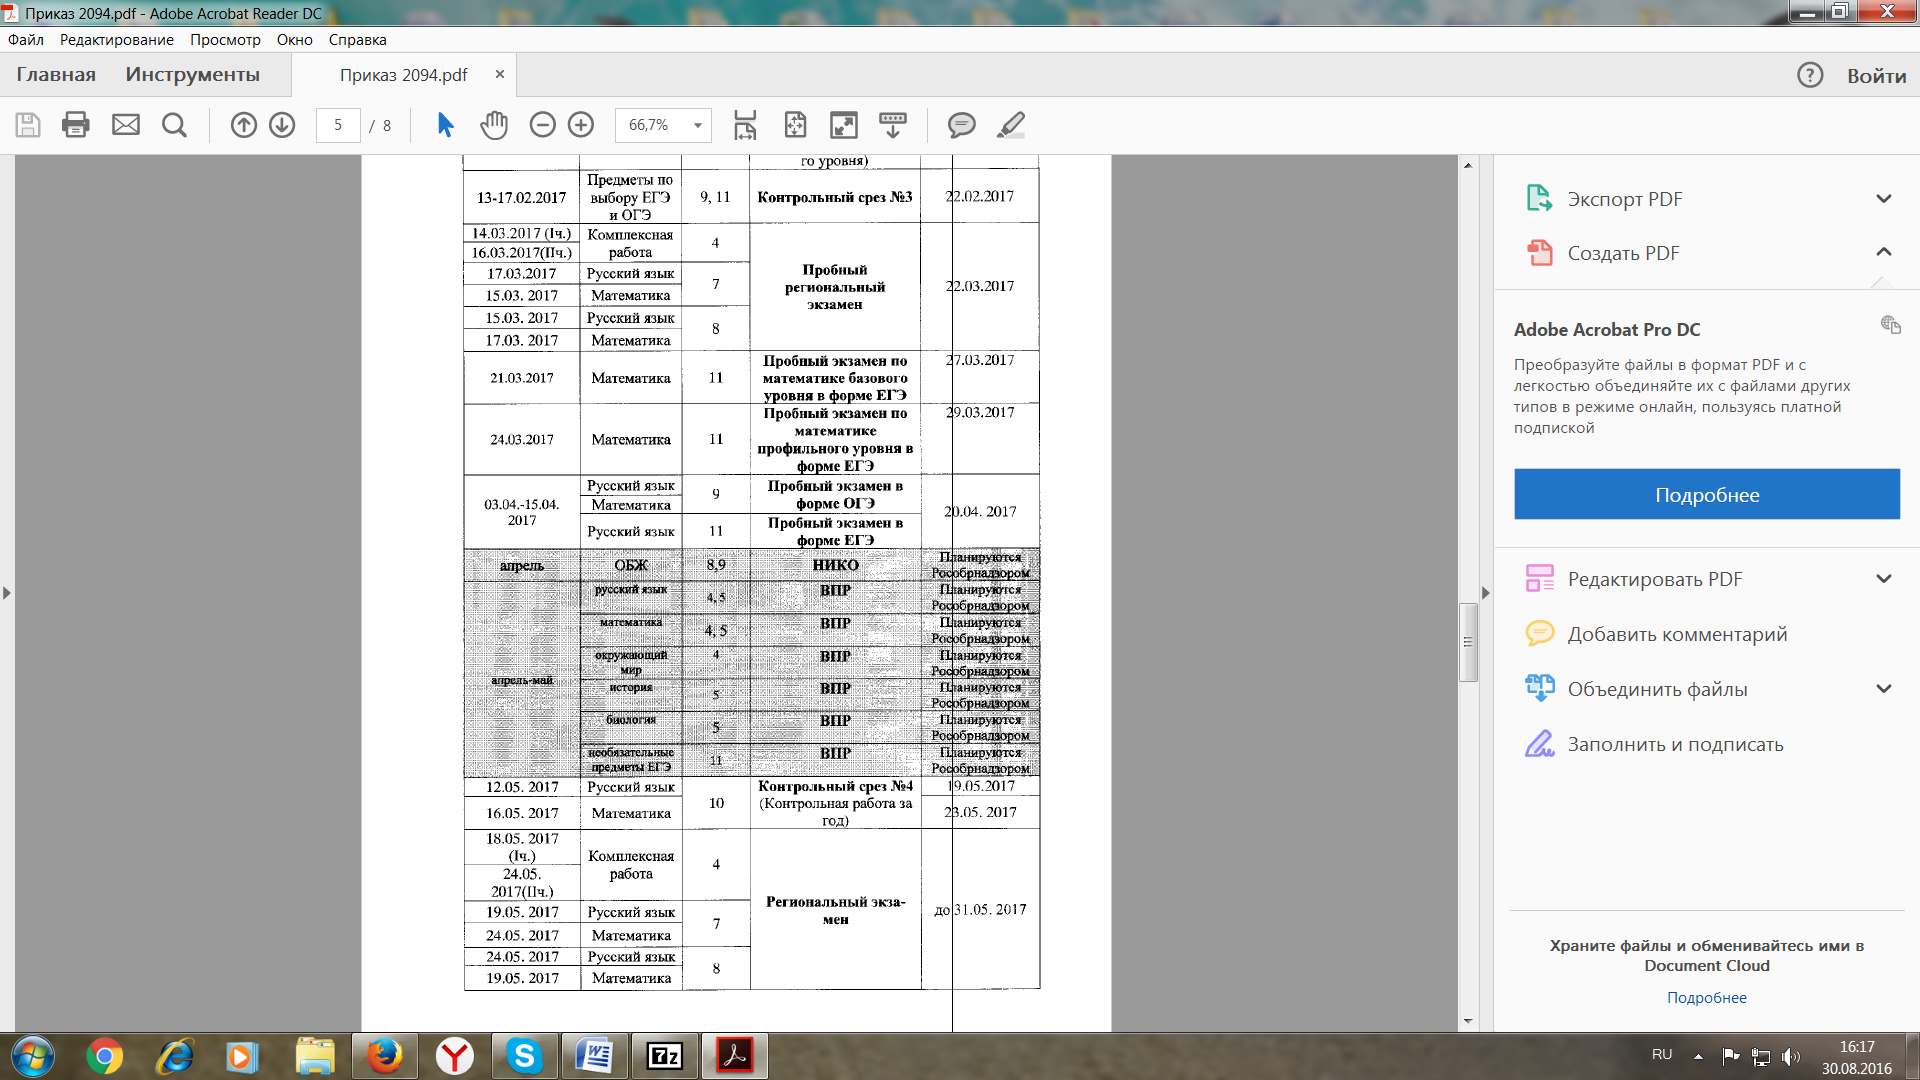 Приказ 2094.pdf - Adobe Acrobat Reader DC
Файл Редактирование Просмотр Окно Справка
Главная Инструменты Приказ 2094.pdf × Войти
5 / 8 66,7%
го уровня)
13-17.02.2017 Предметы по выбору ЕГЭ и ОГЭ 9, 11 Контрольный срез №3 22.02.2017
14.03.2017 (Iч.) Комплексная работа 4 Пробный региональный экзамен 22.03.2017
16.03.2017(IIч.)
17.03.2017 Русский язык 7
15.03. 2017 Математика
15.03. 2017 Русский язык 8
17.03. 2017 Математика
21.03.2017 Математика 11 Пробный экзамен по математике базового уровня в форме ЕГЭ 27.03.2017
24.03.2017 Математика 11 Пробный экзамен по математике профильного уровня в форме ЕГЭ 29.03.2017
03.04.-15.04. 2017 Русский язык 9 Пробный экзамен в форме ОГЭ 20.04. 2017
Математика
Русский язык 11 Пробный экзамен в форме ЕГЭ
апрель ОБЖ 8,9 НИКО Планируются Рособрнадзором
апрель-май русский язык 4, 5 ВПР Планируются Рособрнадзором
математика 4, 5 ВПР Планируются Рособрнадзором
окружающий мир 4 ВПР Планируются Рособрнадзором
история 5 ВПР Планируются Рособрнадзором
биология 5 ВПР Планируются Рособрнадзором
необязательные предметы ЕГЭ 11 ВПР Планируются Рособрнадзором
12.05. 2017 Русский язык 10 Контрольный срез №4 (Контрольная работа за год) 19.05.2017
16.05. 2017 Математика 23.05. 2017
18.05. 2017 (Iч.) Комплексная работа 4 Региональный экза-мен до 31.05. 2017
24.05. 2017(IIч.)
19.05. 2017 Русский язык 7
24.05. 2017 Математика
24.05. 2017 Русский язык 8
19.05. 2017 Математика
Экспорт PDF
Создать PDF
Adobe Acrobat Pro DC
Преобразуйте файлы в формат PDF и с
легкостью объединяйте их с файлами других
типов в режиме онлайн, пользуясь платной
подпиской
Подробнее
Редактировать PDF
Добавить комментарий
Объединить файлы
Заполнить и подписать
Храните файлы и обменивайтесь ими в
Document Cloud
Подробнее
RU
16:17
30.08.2016